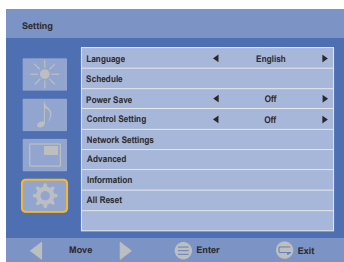 Setting
Language English
Schedule
Power Save Off
Control Setting Off
Network Settings
Advanced
Information
All Reset
Move Enter Exit